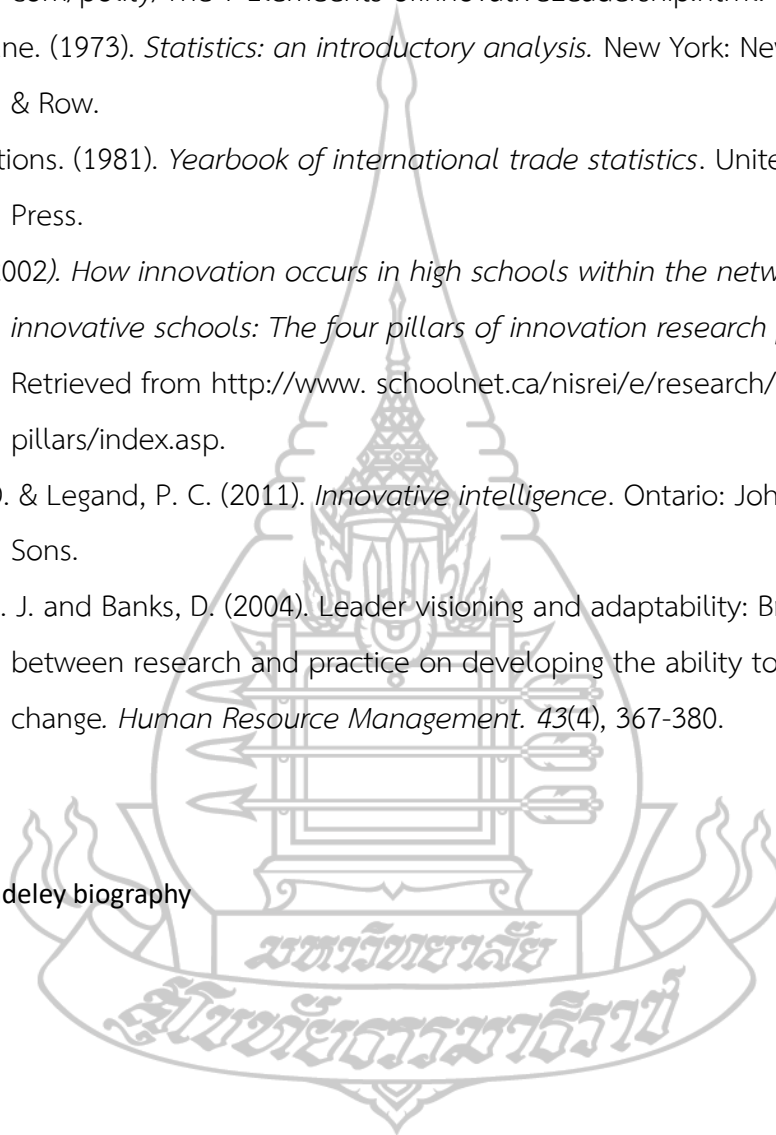 ne. (1973). Statistics: an introductory analysis. New York: Nev
& Row.
tions. (1981). Yearbook of international trade statistics. Unite
Press.
002). How innovation occurs in high schools within the netw
innovative schools: The four pillars of innovation research
Retrieved from http://www. schoolnet.ca/nisrei/e/research/
pillars/index.asp.
). & Legand, P. C. (2011). Innovative intelligence. Ontario: Joh
Sons.
. J. and Banks, D. (2004). Leader visioning and adaptability: Br
between research and practice on developing the ability to
change. Human Resource Management. 43(4), 367-380.
deley biography
มหาวิทยาลัย
สุโขทัยธรรมาธิราช